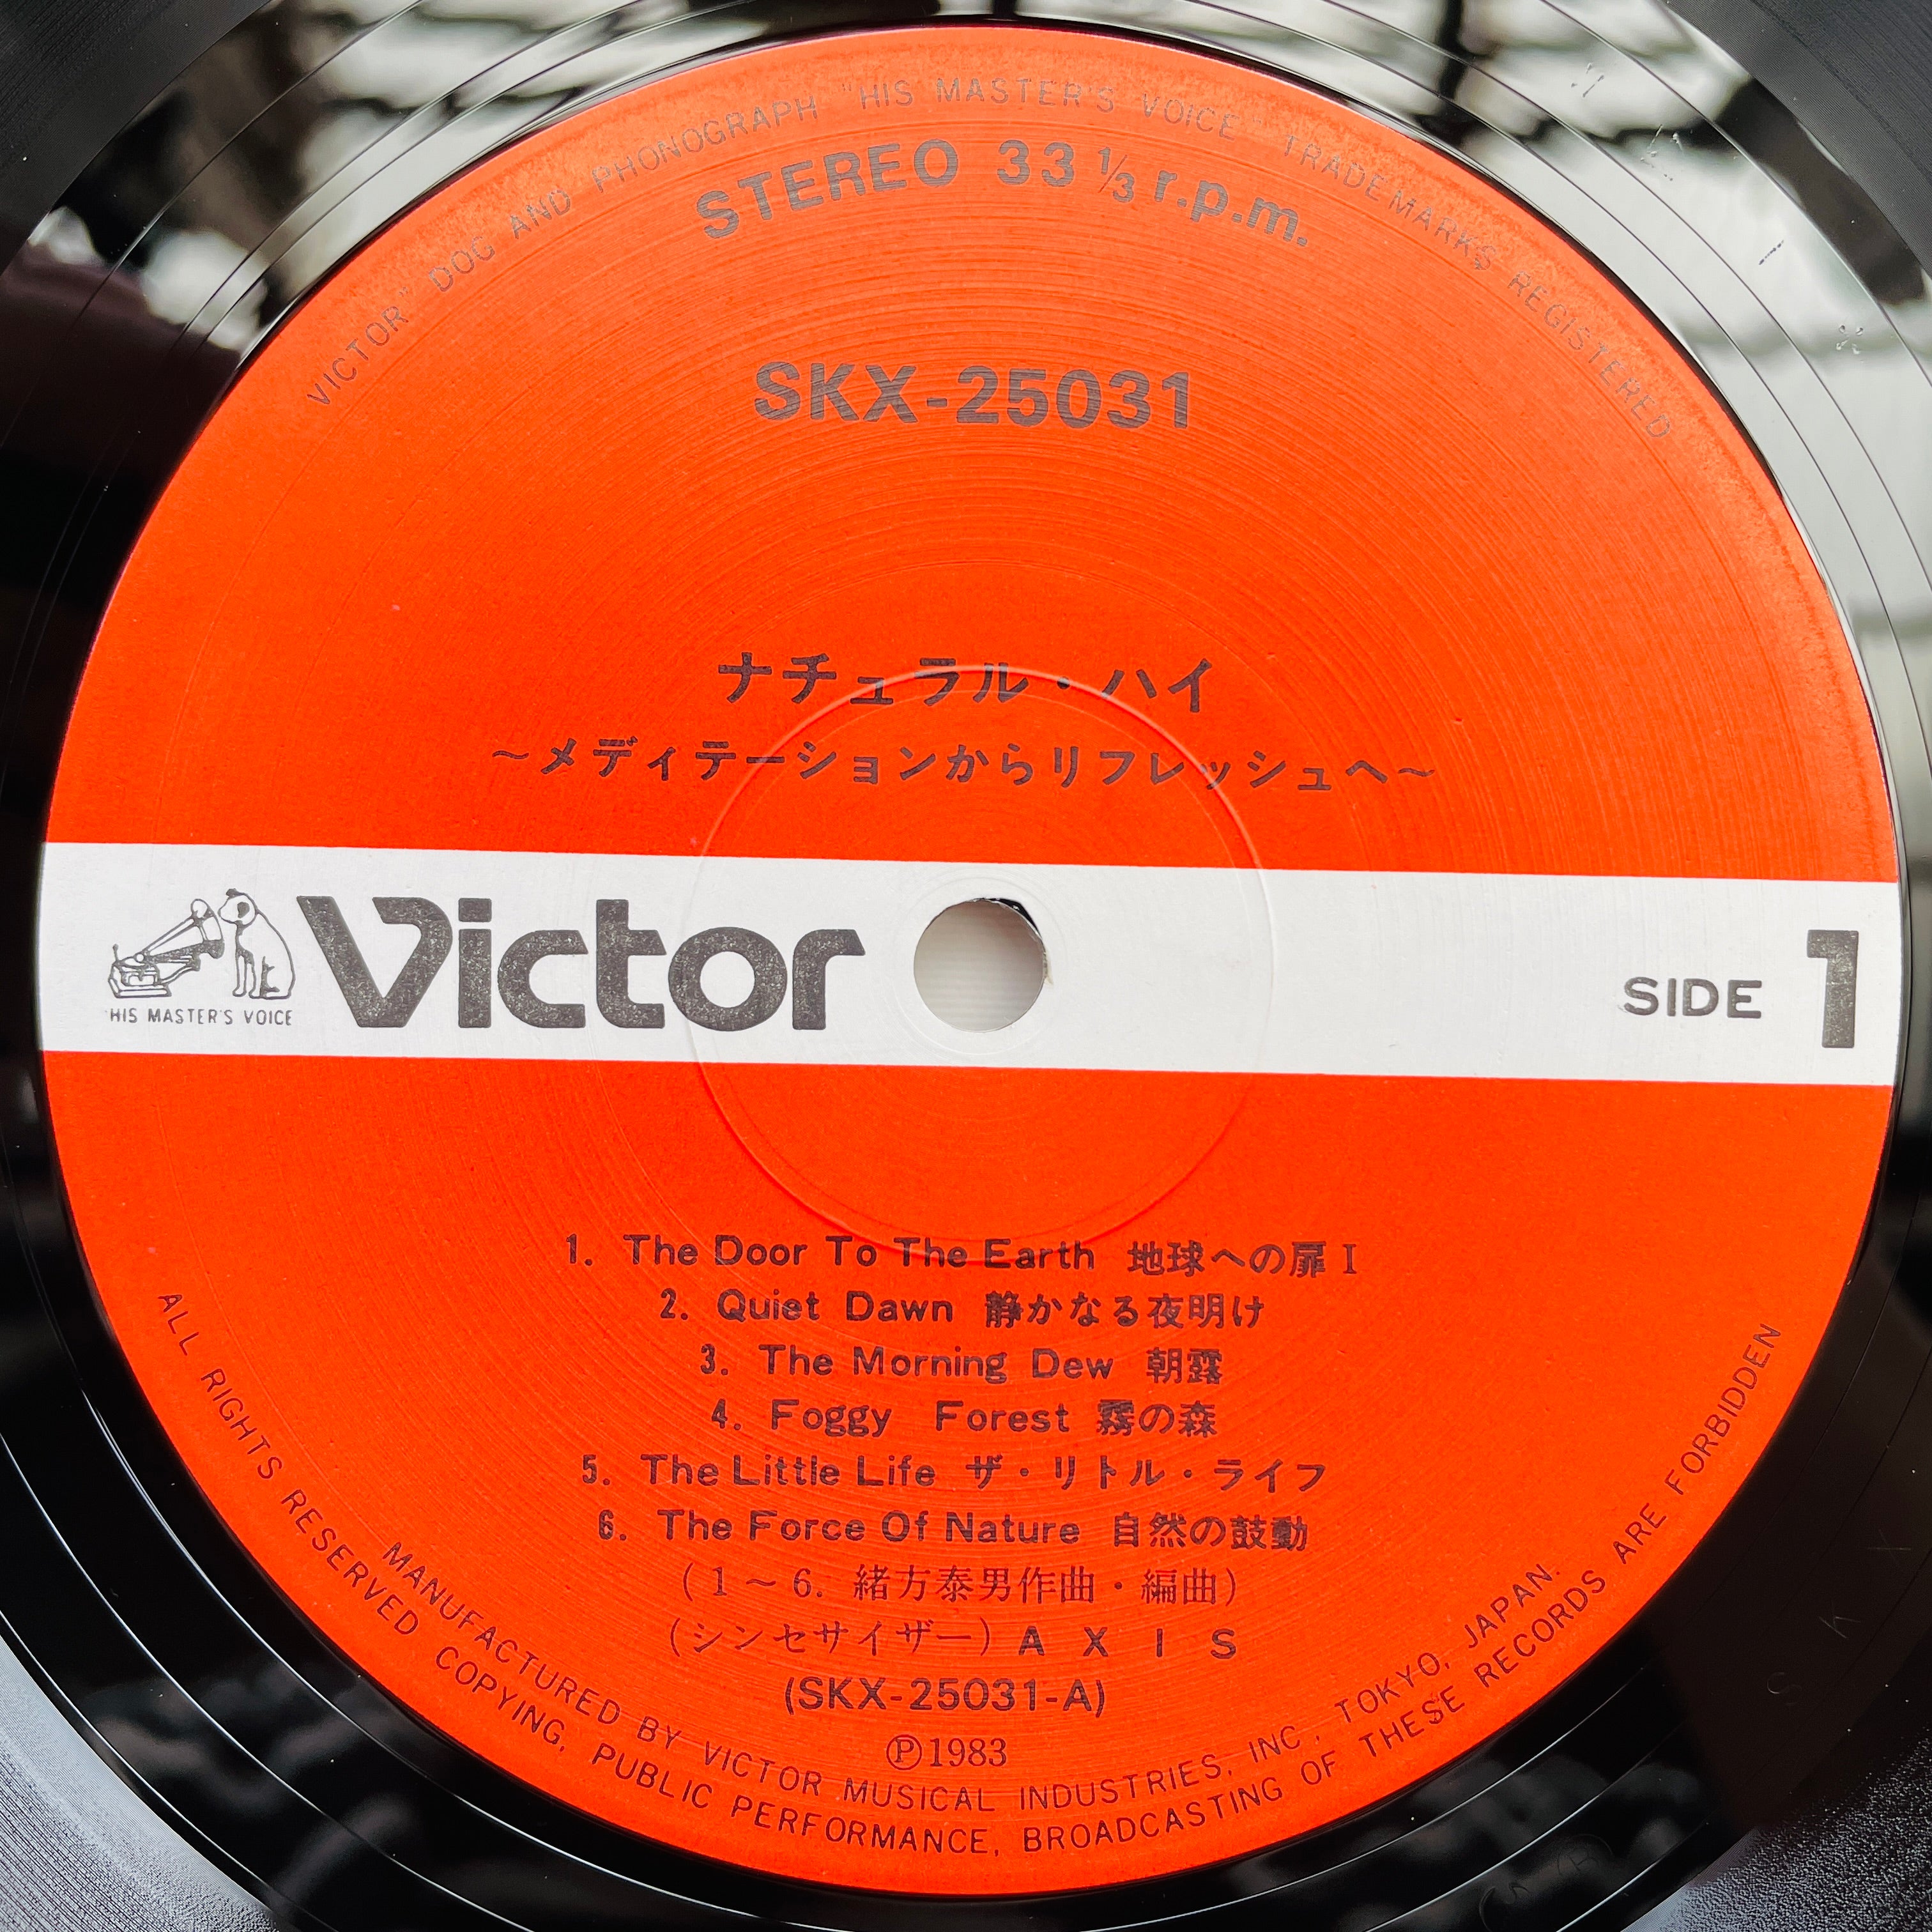 "VICTOR" DOG AND PHONOGRAPH "HIS MASTER'S VOICE" TRADEMARKS REGISTERED
STEREO 33 1/3 r.p.m.
SKX-25031
ナチュラル・ハイ
〜メディテーションからリフレッシュへ〜
HIS MASTER'S VOICE
Victor
SIDE 1
1. The Door To The Earth 地球への扉 I
2. Quiet Dawn 静かなる夜明け
3. The Morning Dew 朝露
4. Foggy Forest 霧の森
5. The Little Life ザ・リトル・ライフ
6. The Force Of Nature 自然の鼓動
(1〜6. 緒方泰男作曲・編曲)
(シンセサイザー) A X I S
(SKX-25031-A)
Ⓟ1983
MANUFACTURED BY VICTOR MUSICAL INDUSTRIES, INC., TOKYO, JAPAN.
ALL RIGHTS RESERVED COPYING, PUBLIC PERFORMANCE, BROADCASTING OF THESE RECORDS ARE FORBIDDEN